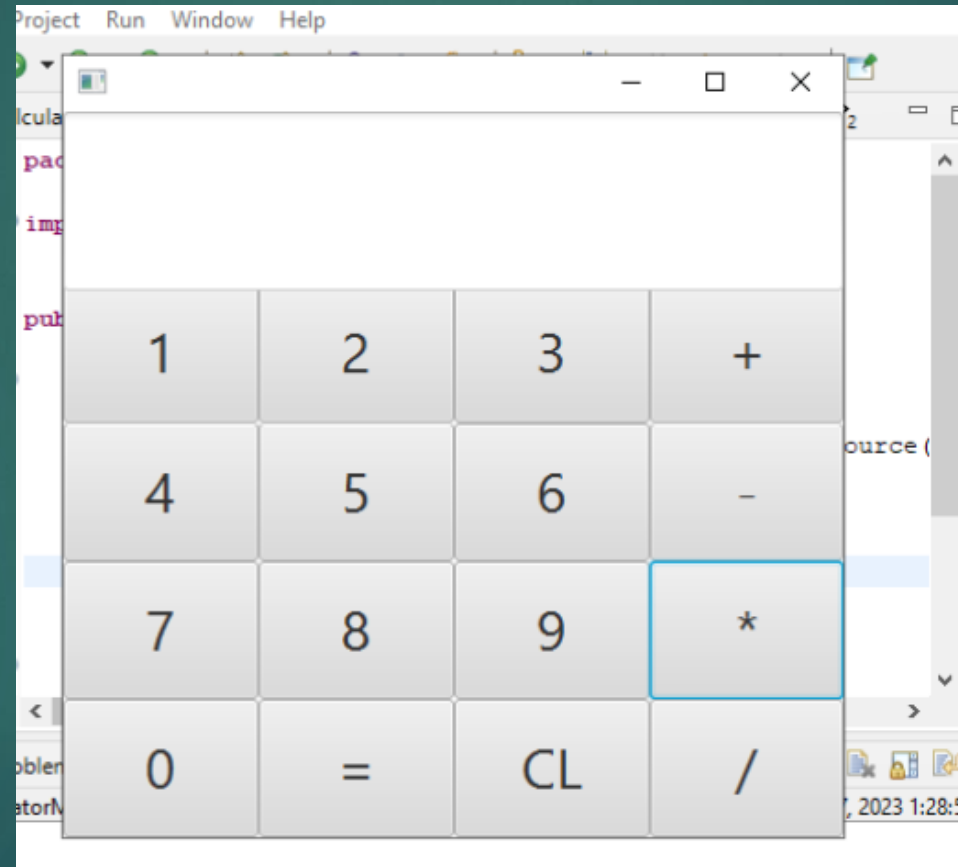 Project Run Window Help
2
pac
imp
pub
1 2 3 +
ource(
4 5 6 -
7 8 9 *
0 = CL /
, 2023 1:28:5